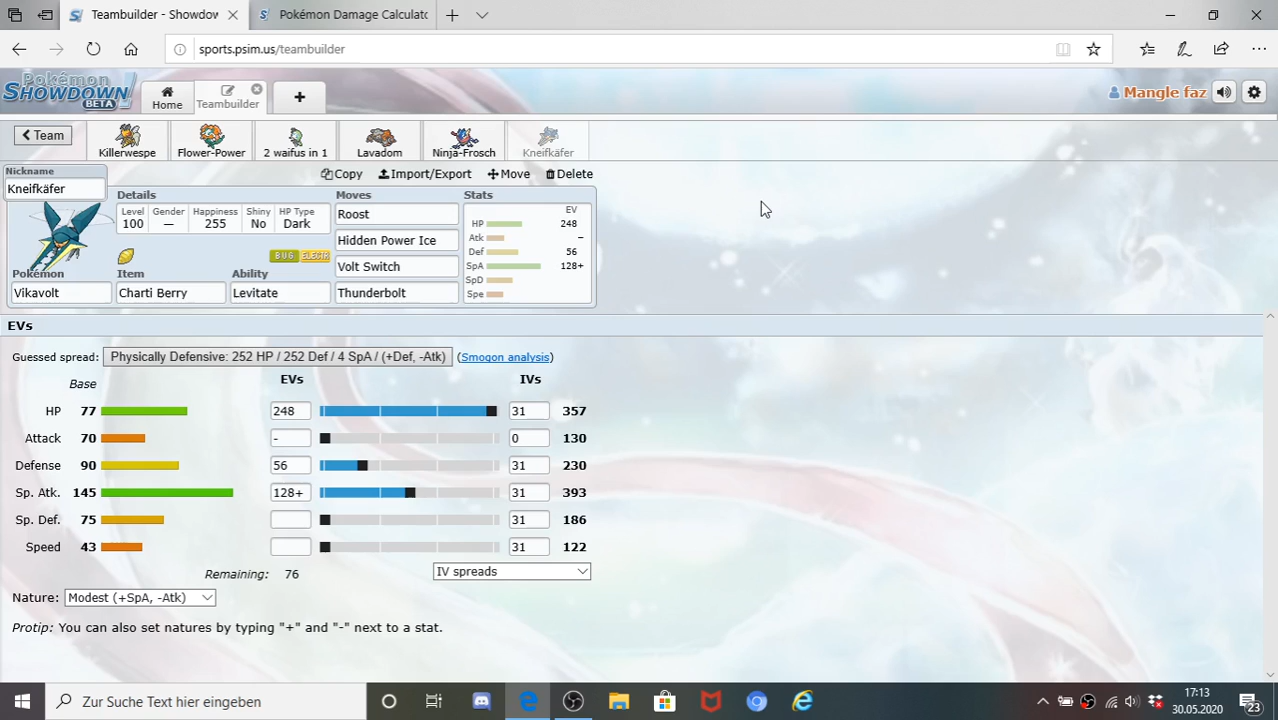 Teambuilder - Showdow
Pokémon Damage Calculato
sports.psim.us/teambuilder
Pokémon
SHOWDOWN!
BETA
Home
Teambuilder
Mangle faz
< Team
Killerwespe
Flower-Power
2 waifus in 1
Lavadom
Ninja-Frosch
Kneifkäfer
Nickname
Kneifkäfer
Copy Import/Export Move Delete
Details
Level Gender Happiness Shiny HP Type
100 — 255 No Dark
BUG ELECTR
Pokémon Item Ability
Vikavolt Charti Berry Levitate
Moves
Roost
Hidden Power Ice
Volt Switch
Thunderbolt
Stats
EV
HP 248
Atk –
Def 56
SpA 128+
SpD
Spe
EVs
Guessed spread: Physically Defensive: 252 HP / 252 Def / 4 SpA / (+Def, -Atk) (Smogon analysis)
Base EVs IVs
HP 77 248 31 357
Attack 70 - 0 130
Defense 90 56 31 230
Sp. Atk. 145 128+ 31 393
Sp. Def. 75 31 186
Speed 43 31 122
Remaining: 76 IV spreads
Nature: Modest (+SpA, -Atk)
Protip: You can also set natures by typing "+" and "-" next to a stat.
Zur Suche Text hier eingeben
17:13
30.05.2020
23